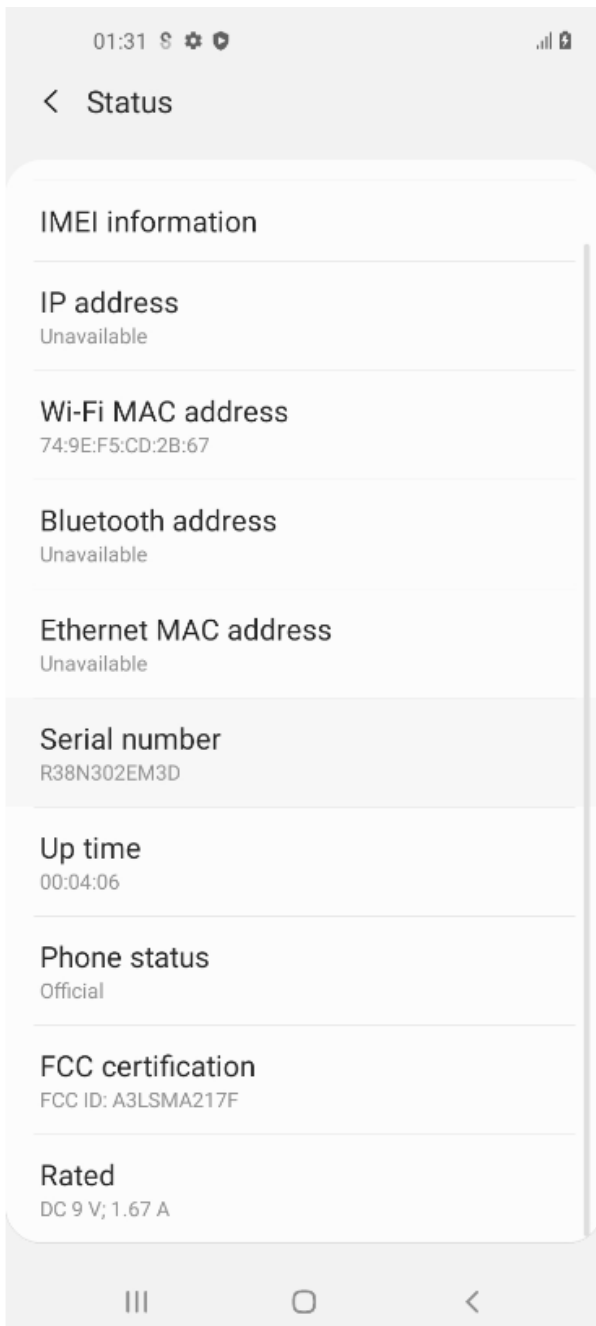 01:31
Status
IMEI information
IP address
Unavailable
Wi-Fi MAC address
74:9E:F5:CD:2B:67
Bluetooth address
Unavailable
Ethernet MAC address
Unavailable
Serial number
R38N302EM3D
Up time
00:04:06
Phone status
Official
FCC certification
FCC ID: A3LSMA217F
Rated
DC 9 V; 1.67 A